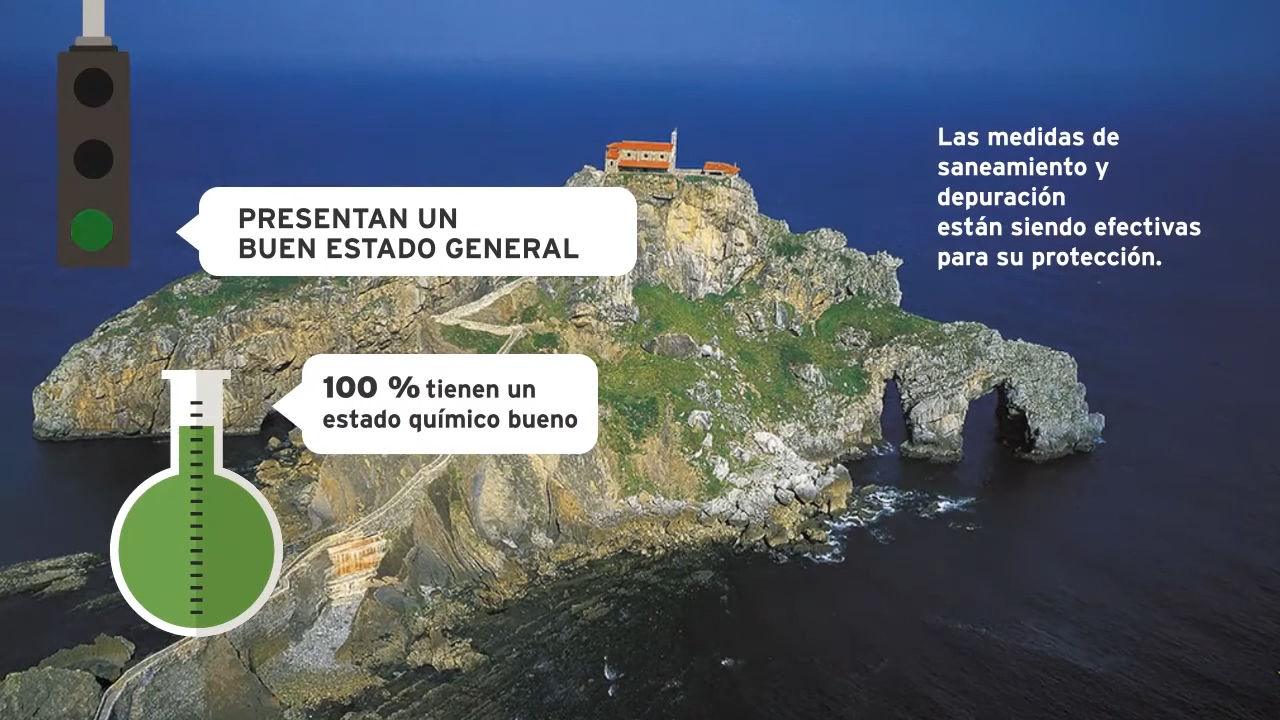 PRESENTAN UN
BUEN ESTADO GENERAL
100 % tienen un
estado químico bueno
Las medidas de
saneamiento y
depuración
están siendo efectivas
para su protección.